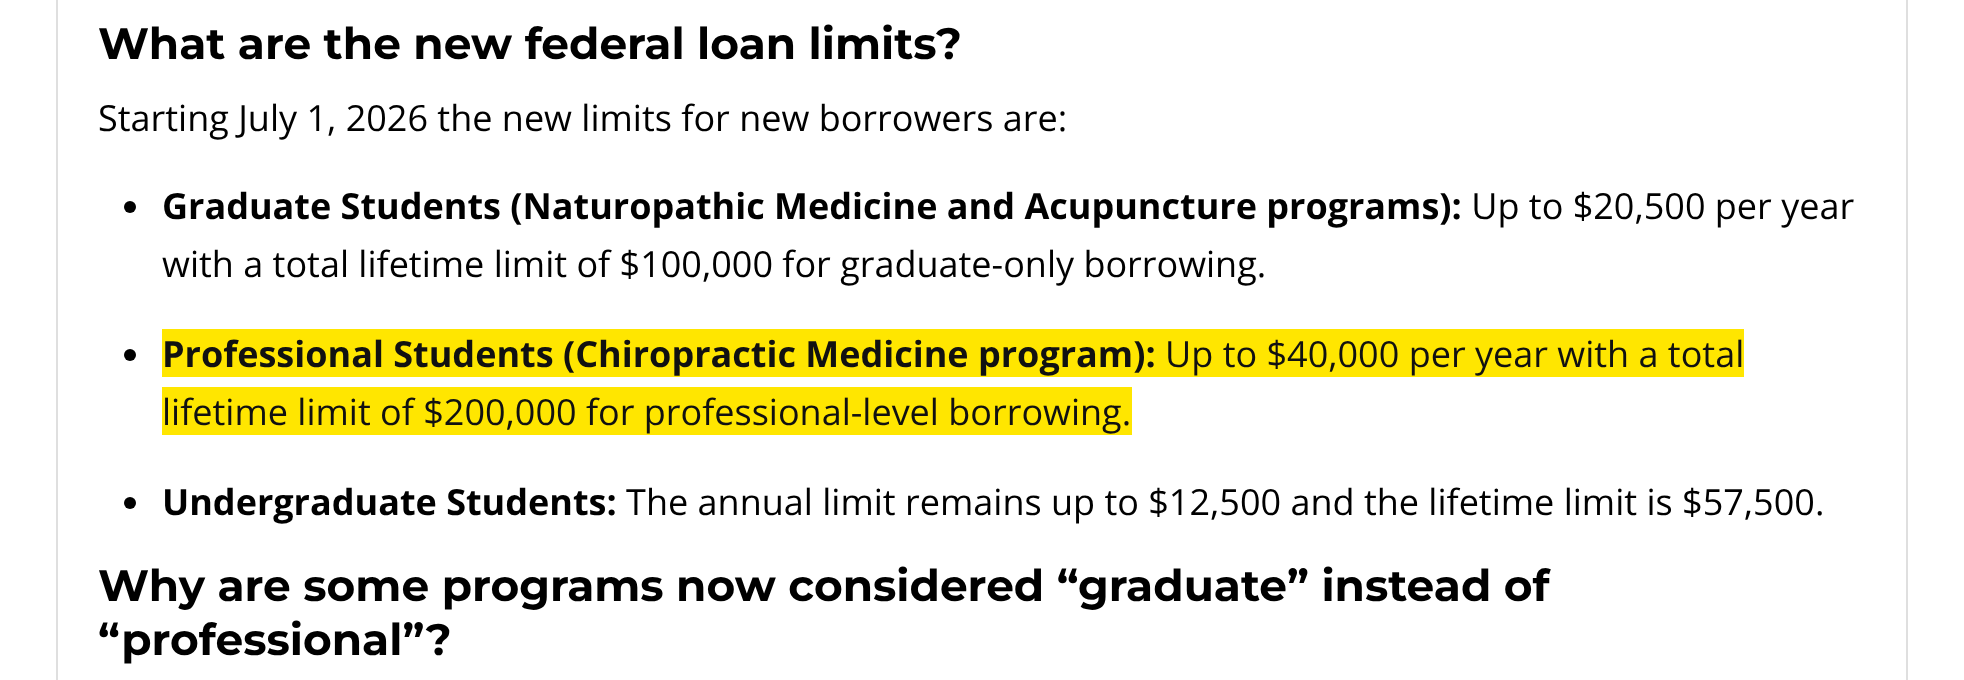 What are the new federal loan limits?
Starting July 1, 2026 the new limits for new borrowers are:
• Graduate Students (Naturopathic Medicine and Acupuncture programs): Up to $20,500 per year
with a total lifetime limit of $100,000 for graduate-only borrowing.
• Professional Students (Chiropractic Medicine program): Up to $40,000 per year with a total
lifetime limit of $200,000 for professional-level borrowing.
• Undergraduate Students: The annual limit remains up to $12,500 and the lifetime limit is $57,500.
Why are some programs now considered “graduate” instead of
“professional”?